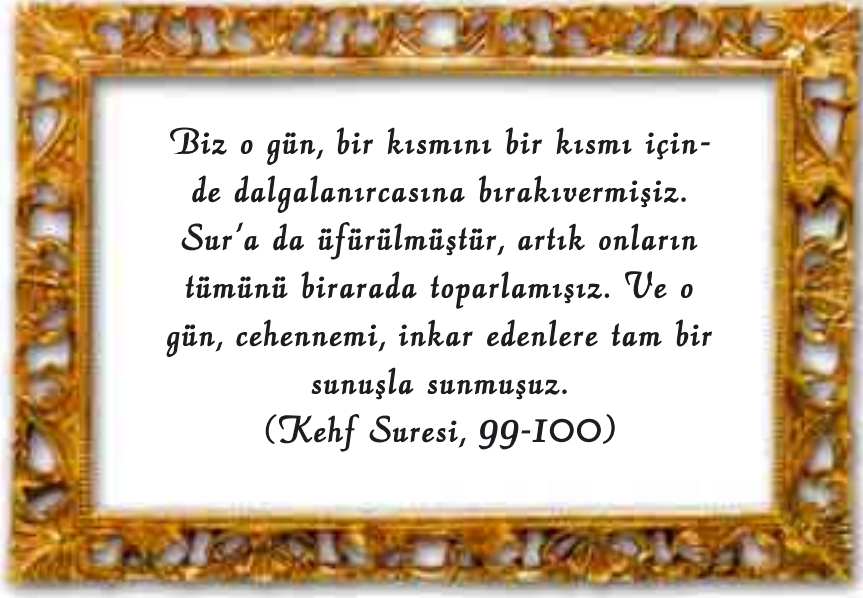 Biz o gün, bir kısmını bir kısmı için-
de dalgalanırcasına bırakıvermişiz.
Sur'a da üfürülmüştür, artık onların
tümünü birarada toparlamışız. Ve o
gün, cehennemi, inkar edenlere tam bir
sunuşla sunmuşuz.
(Kehf Suresi, 99-100)